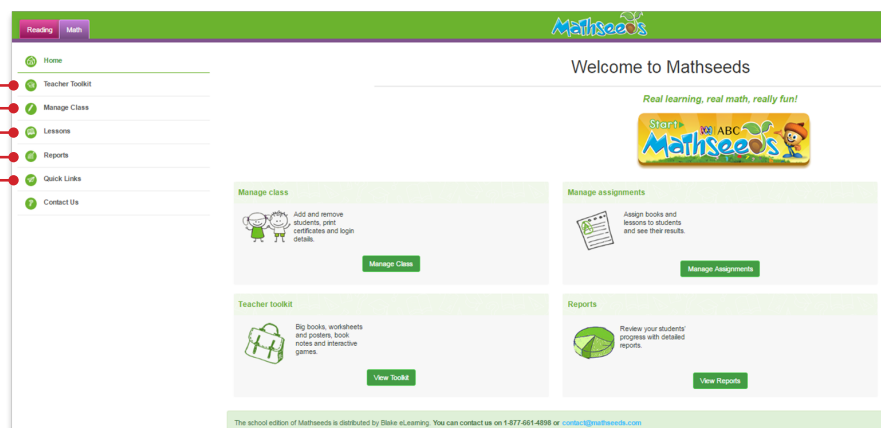 Reading Math
Mathseeds
Home
Teacher Toolkit
Manage Class
Lessons
Reports
Quick Links
Contact Us
Welcome to Mathseeds
Real learning, real math, really fun!
Start
ABC
Mathseeds
Manage class
Add and remove
students, print
certificates and login
details.
Manage Class
Manage assignments
Assign books and
lessons to students
and see their results.
Manage Assignments
Teacher toolkit
Big books, worksheets
and posters, book
notes and interactive
games.
View Toolkit
Reports
Review your students'
progress with detailed
reports.
View Reports
The school edition of Mathseeds is distributed by Blake eLearning. You can contact us on 1-877-661-4898 or contact@mathseeds.com